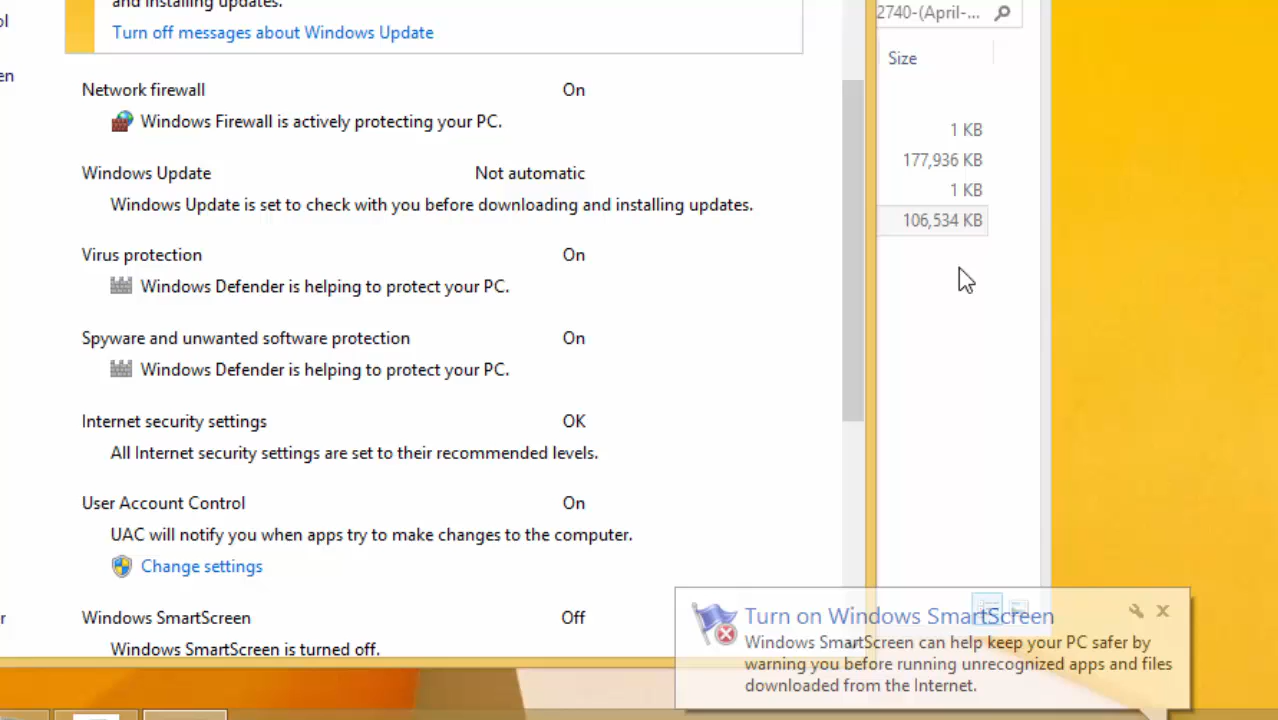 ol
en
r
and installing updates.
Turn off messages about Windows Update
Network firewall On
Windows Firewall is actively protecting your PC.
Windows Update Not automatic
Windows Update is set to check with you before downloading and installing updates.
Virus protection On
Windows Defender is helping to protect your PC.
Spyware and unwanted software protection On
Windows Defender is helping to protect your PC.
Internet security settings OK
All Internet security settings are set to their recommended levels.
User Account Control On
UAC will notify you when apps try to make changes to the computer.
Change settings
Windows SmartScreen Off
Windows SmartScreen is turned off.
2740-(April-...
Size
1 KB
177,936 KB
1 KB
106,534 KB
Turn on Windows SmartScreen
Windows SmartScreen can help keep your PC safer by
warning you before running unrecognized apps and files
downloaded from the Internet.